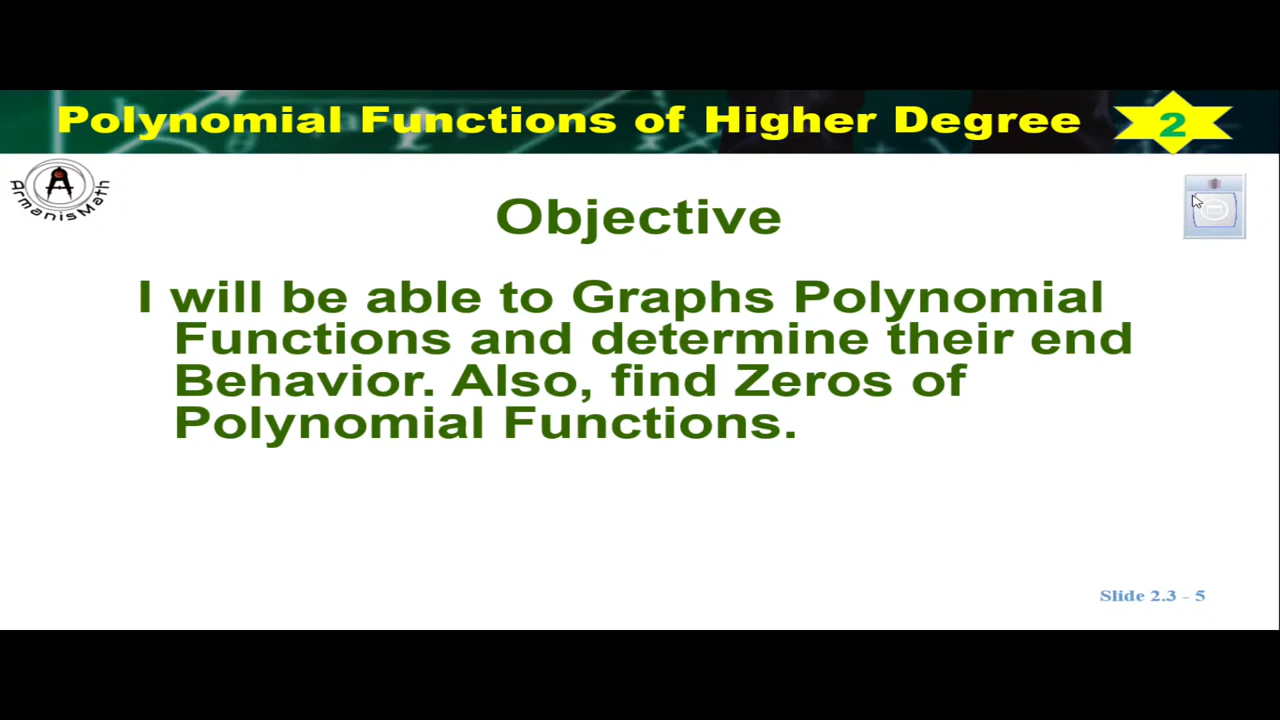 Polynomial Functions of Higher Degree
2
ArmanisMath
Objective
I will be able to Graphs Polynomial
Functions and determine their end
Behavior. Also, find Zeros of
Polynomial Functions.
Slide 2.3 - 5